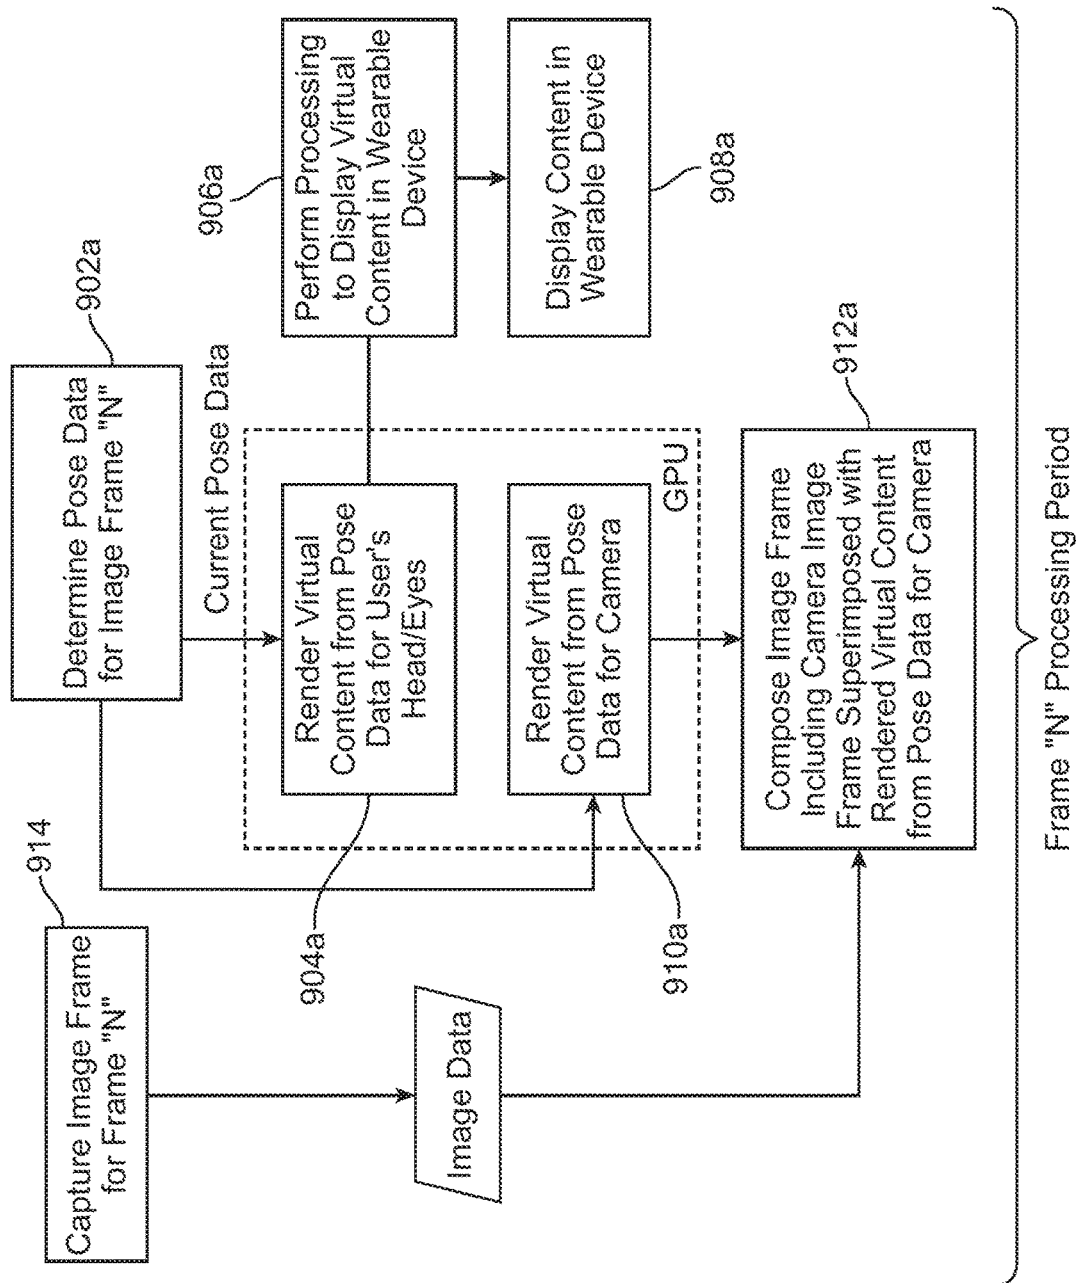 914
Capture Image Frame
for Frame "N"
Image Data
902a
Determine Pose Data
for Image Frame "N"
Current Pose Data
904a
Render Virtual
Content from Pose
Data for User's
Head/Eyes
906a
Perform Processing
to Display Virtual
Content in Wearable
Device
Display Content in
Wearable Device
908a
Render Virtual
Content from Pose
Data for Camera
910a
GPU
912a
Compose Image Frame
Including Camera Image
Frame Superimposed with
Rendered Virtual Content
from Pose Data for Camera
Frame "N" Processing Period